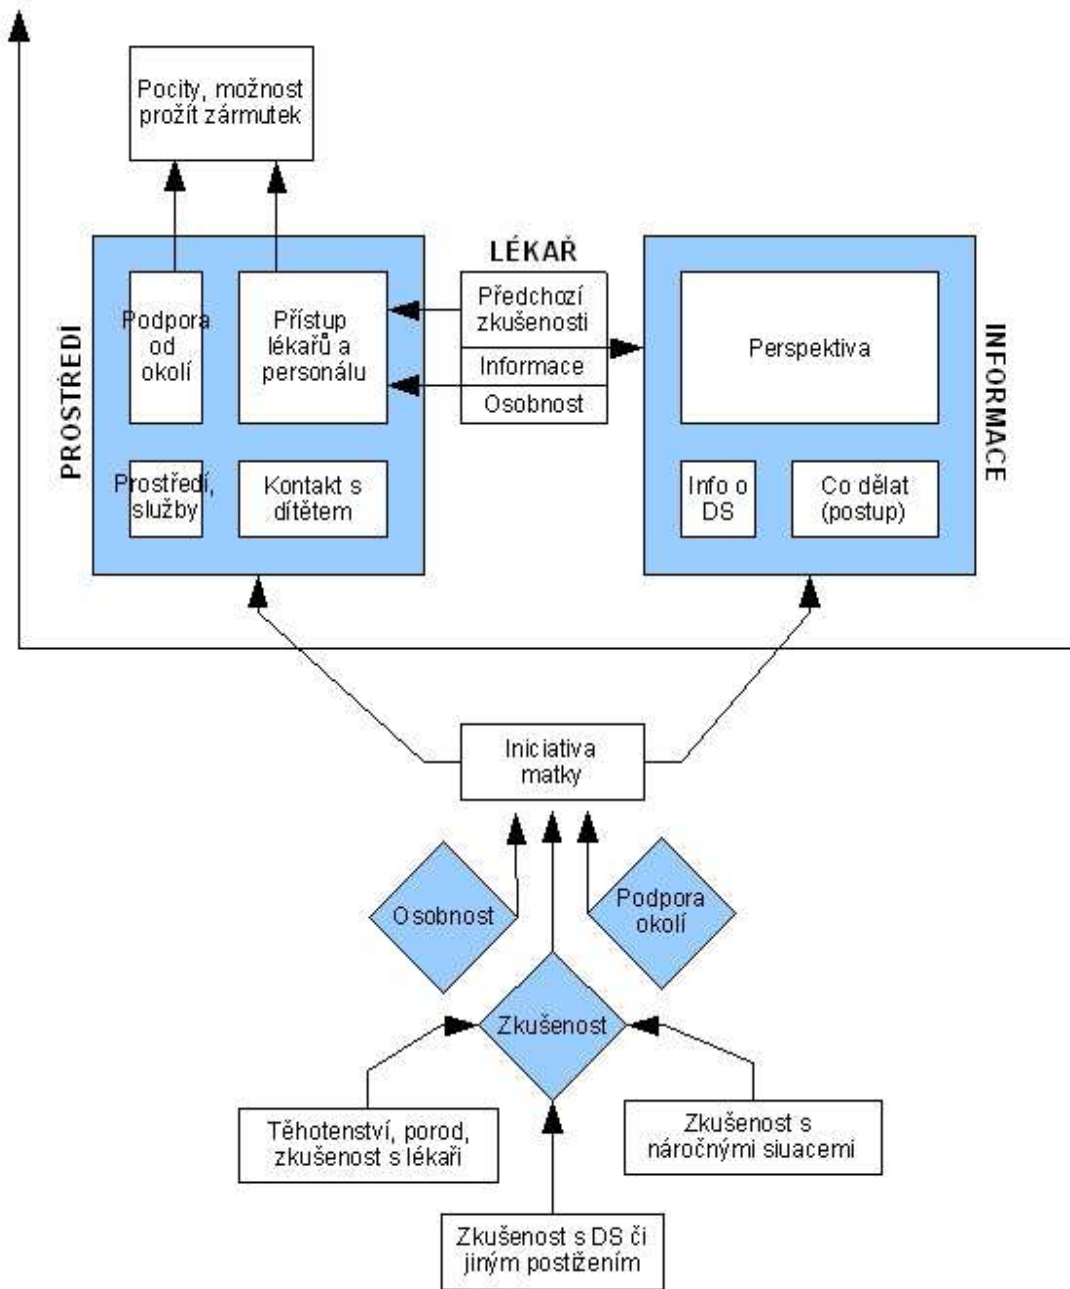 Pocity, možnost
prožít zármutek
LÉKAŘ
PROSTŘEDÍ
Podpora
od
okolí
Přístup
lékařů a
personálu
Předchozí
zkušenosti
Informace
Osobnost
Perspektiva
INFORMACE
Prostředí,
služby
Kontakt s
dítětem
Info o
DS
Co dělat
(postup)
Iniciativa
matky
Osobnost
Podpora
okolí
Zkušenost
Těhotenství, porod,
zkušenost s lékaři
Zkušenost s
náročnými siuacemi
Zkušenost s DS či
jiným postižením